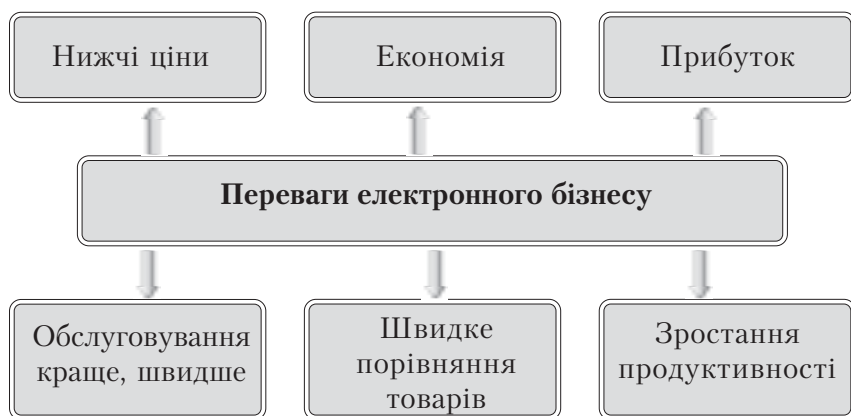 Нижчі ціни
Економія
Прибуток
Переваги електронного бізнесу
Обслуговування
краще, швидше
Швидке
порівняння
товарів
Зростання
продуктивності